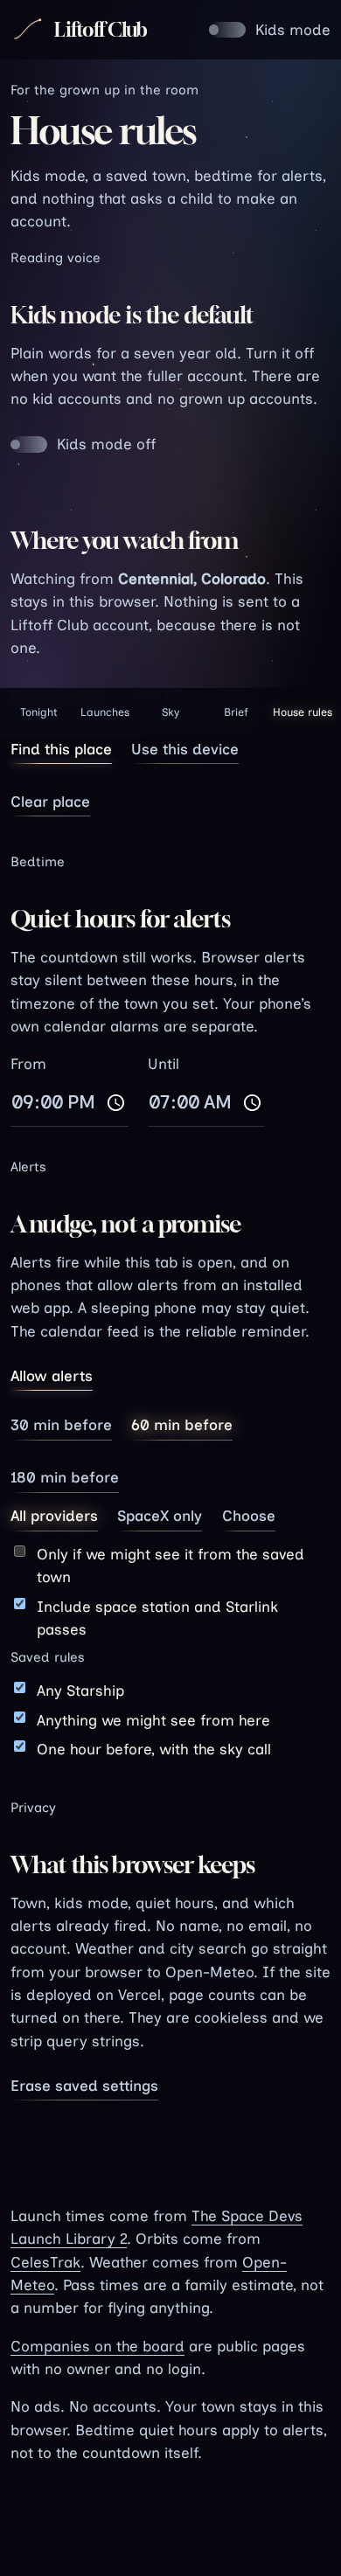 Liftoff Club
Kids mode
For the grown up in the room
House rules
Kids mode, a saved town, bedtime for alerts,
and nothing that asks a child to make an
account.
Reading voice
Kids mode is the default
Plain words for a seven year old. Turn it off
when you want the fuller account. There are
no kid accounts and no grown up accounts.
Kids mode off
Where you watch from
Watching from Centennial, Colorado. This
stays in this browser. Nothing is sent to a
Liftoff Club account, because there is not
one.
Tonight
Launches
Sky
Brief
House rules
Find this place
Use this device
Clear place
Bedtime
Quiet hours for alerts
The countdown still works. Browser alerts
stay silent between these hours, in the
timezone of the town you set. Your phone’s
own calendar alarms are separate.
From
Until
09:00 PM
07:00 AM
Alerts
A nudge, not a promise
Alerts fire while this tab is open, and on
phones that allow alerts from an installed
web app. A sleeping phone may stay quiet.
The calendar feed is the reliable reminder.
Allow alerts
30 min before
60 min before
180 min before
All providers
SpaceX only
Choose
Only if we might see it from the saved
town
Include space station and Starlink
passes
Saved rules
Any Starship
Anything we might see from here
One hour before, with the sky call
Privacy
What this browser keeps
Town, kids mode, quiet hours, and which
alerts already fired. No name, no email, no
account. Weather and city search go straight
from your browser to Open-Meteo. If the site
is deployed on Vercel, page counts can be
turned on there. They are cookieless and we
strip query strings.
Erase saved settings
Launch times come from The Space Devs
Launch Library 2. Orbits come from
CelesTrak. Weather comes from Open-
Meteo. Pass times are a family estimate, not
a number for flying anything.
Companies on the board are public pages
with no owner and no login.
No ads. No accounts. Your town stays in this
browser. Bedtime quiet hours apply to alerts,
not to the countdown itself.